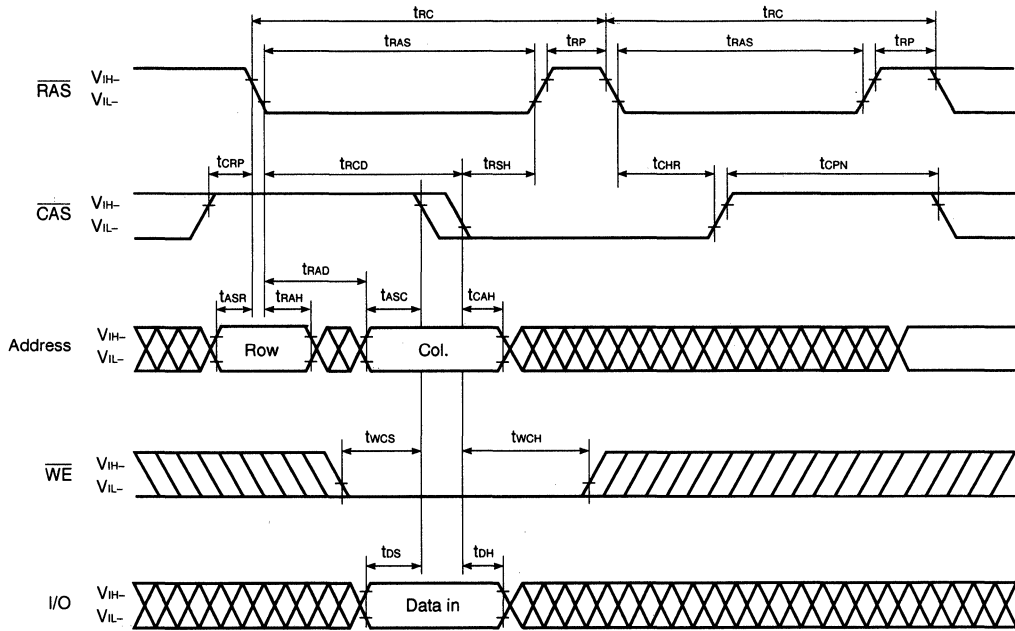 tRC tRC
tRAS tRP tRAS tRP
RAS VIH–
VIL–
tCRP tRCD tRSH tCHR tCPN
CAS VIH–
VIL–
tRAD
tASR tRAH tASC tCAH
Address VIH–
VIL–
Row Col.
tWCS tWCH
WE VIH–
VIL–
tDS tDH
I/O VIH–
VIL–
Data in